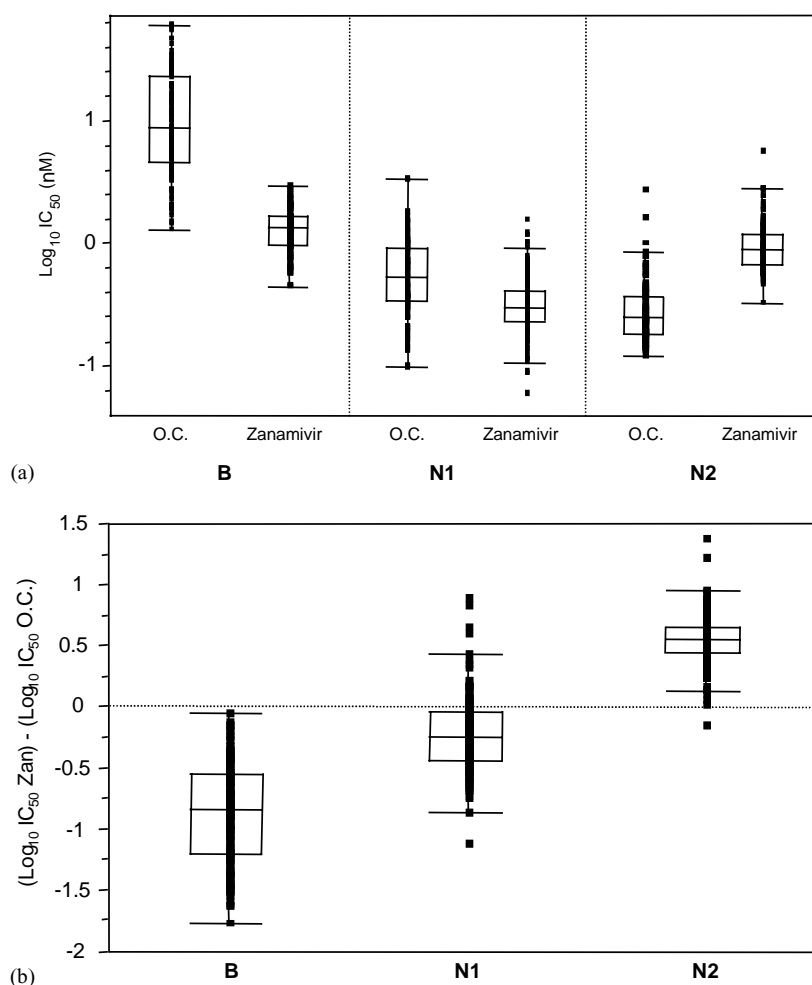 Log10 IC50 (nM)
1
0
-1
O.C.
Zanamivir
O.C.
Zanamivir
O.C.
Zanamivir
(a)
B
N1
N2
(Log10 IC50 Zan) - (Log10 IC50 O.C.)
1.5
1
0.5
0
-0.5
-1
-1.5
-2
(b)
B
N1
N2